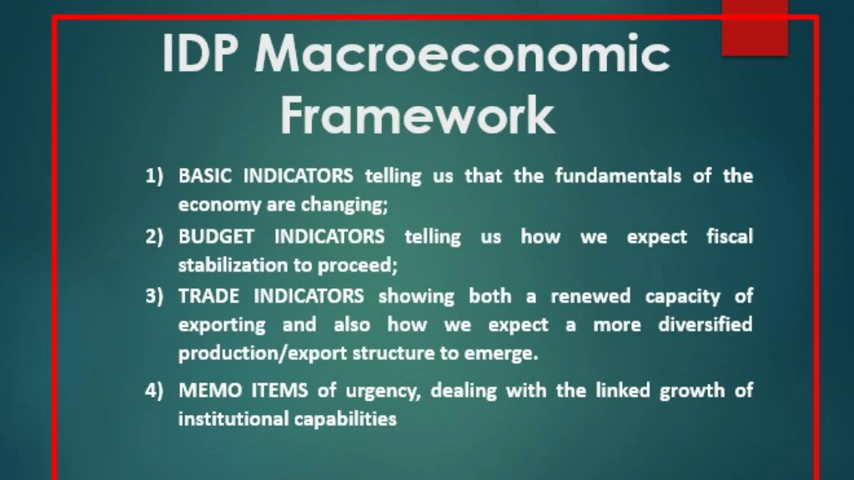 IDP Macroeconomic
Framework
1) BASIC INDICATORS telling us that the fundamentals of the
economy are changing;
2) BUDGET INDICATORS telling us how we expect fiscal
stabilization to proceed;
3) TRADE INDICATORS showing both a renewed capacity of
exporting and also how we expect a more diversified
production/export structure to emerge.
4) MEMO ITEMS of urgency, dealing with the linked growth of
institutional capabilities